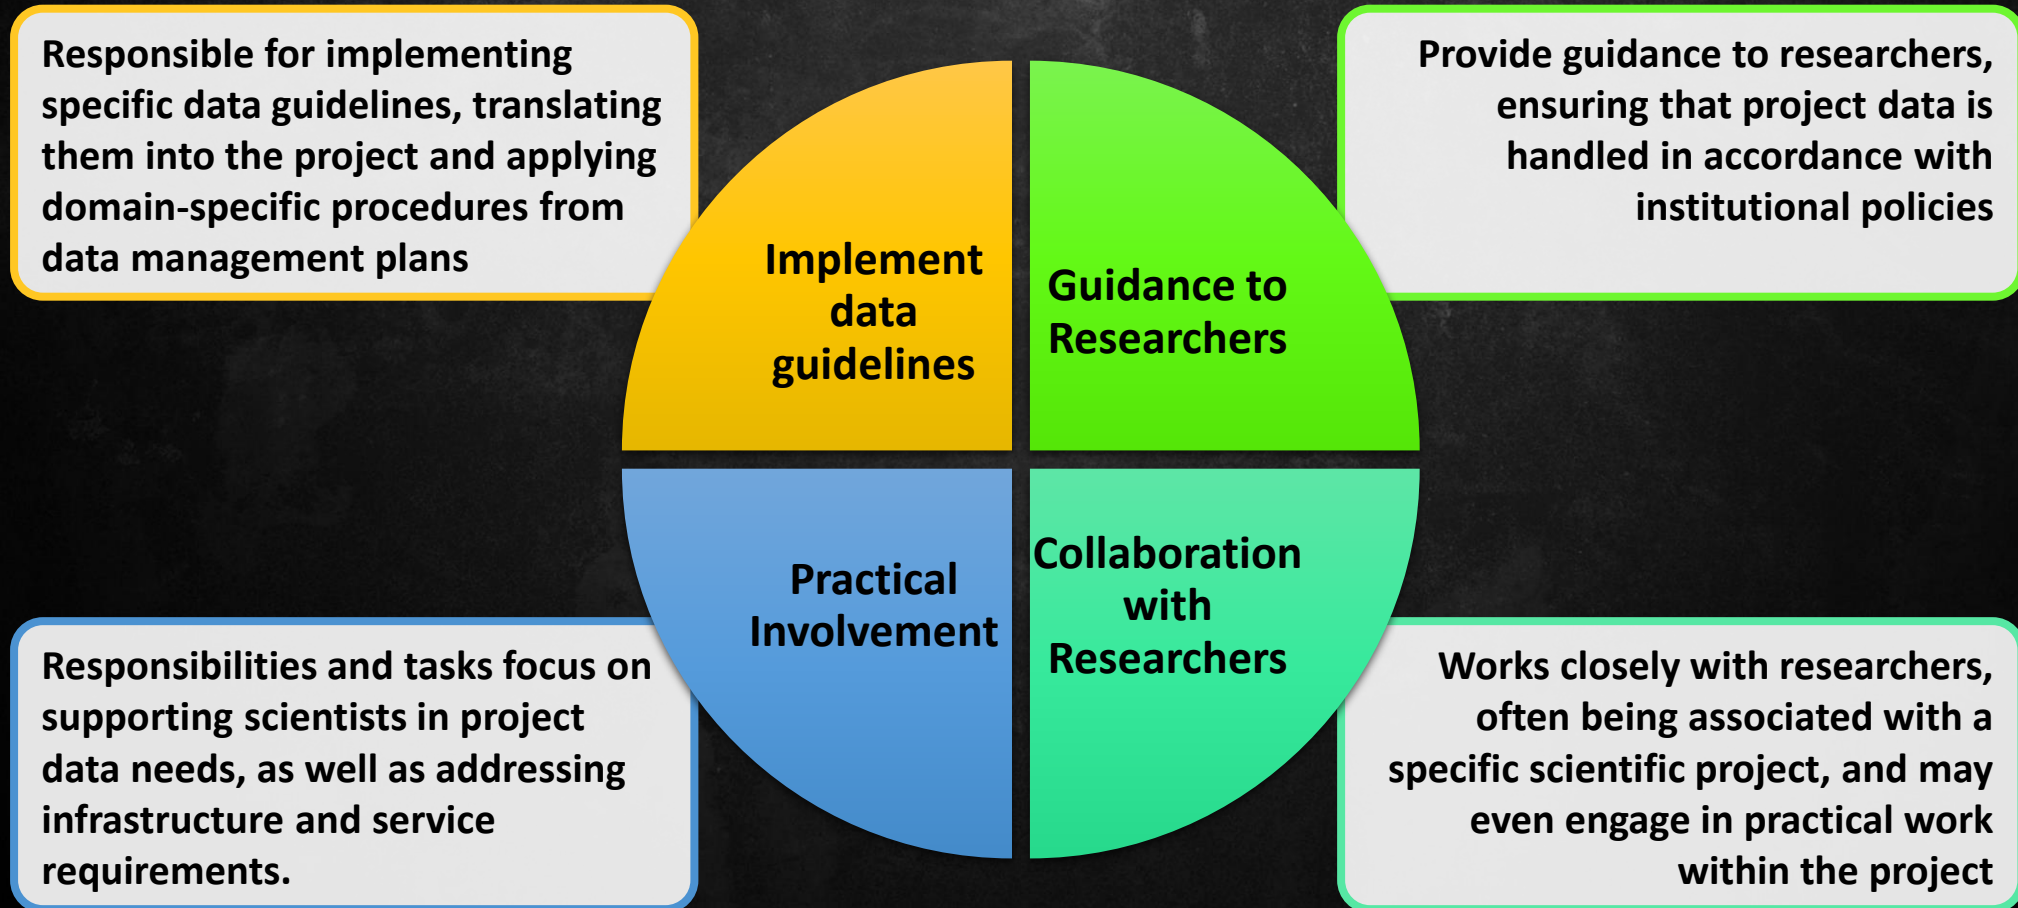 Responsible for implementing
specific data guidelines, translating
them into the project and applying
domain-specific procedures from
data management plans
Implement
data
guidelines
Guidance to
Researchers
Provide guidance to researchers,
ensuring that project data is
handled in accordance with
institutional policies
Responsibilities and tasks focus on
supporting scientists in project
data needs, as well as addressing
infrastructure and service
requirements.
Practical
Involvement
Collaboration
with
Researchers
Works closely with researchers,
often being associated with a
specific scientific project, and may
even engage in practical work
within the project